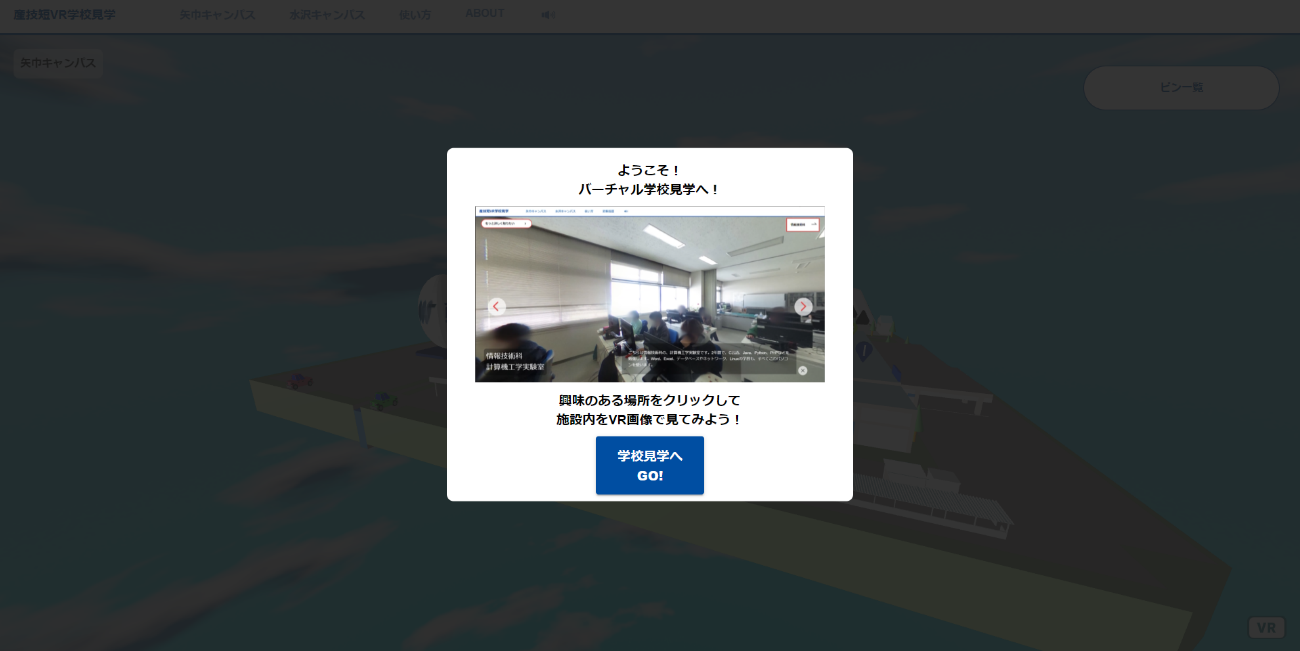 産技短VR学校見学
矢巾キャンパス
水沢キャンパス
使い方
ABOUT
矢巾キャンパス
ピン一覧
ようこそ！
バーチャル学校見学へ！
情報技術科
計算機工学実験室
興味のある場所をクリックして
施設内をVR画像で見てみよう！
学校見学へ
GO!
VR